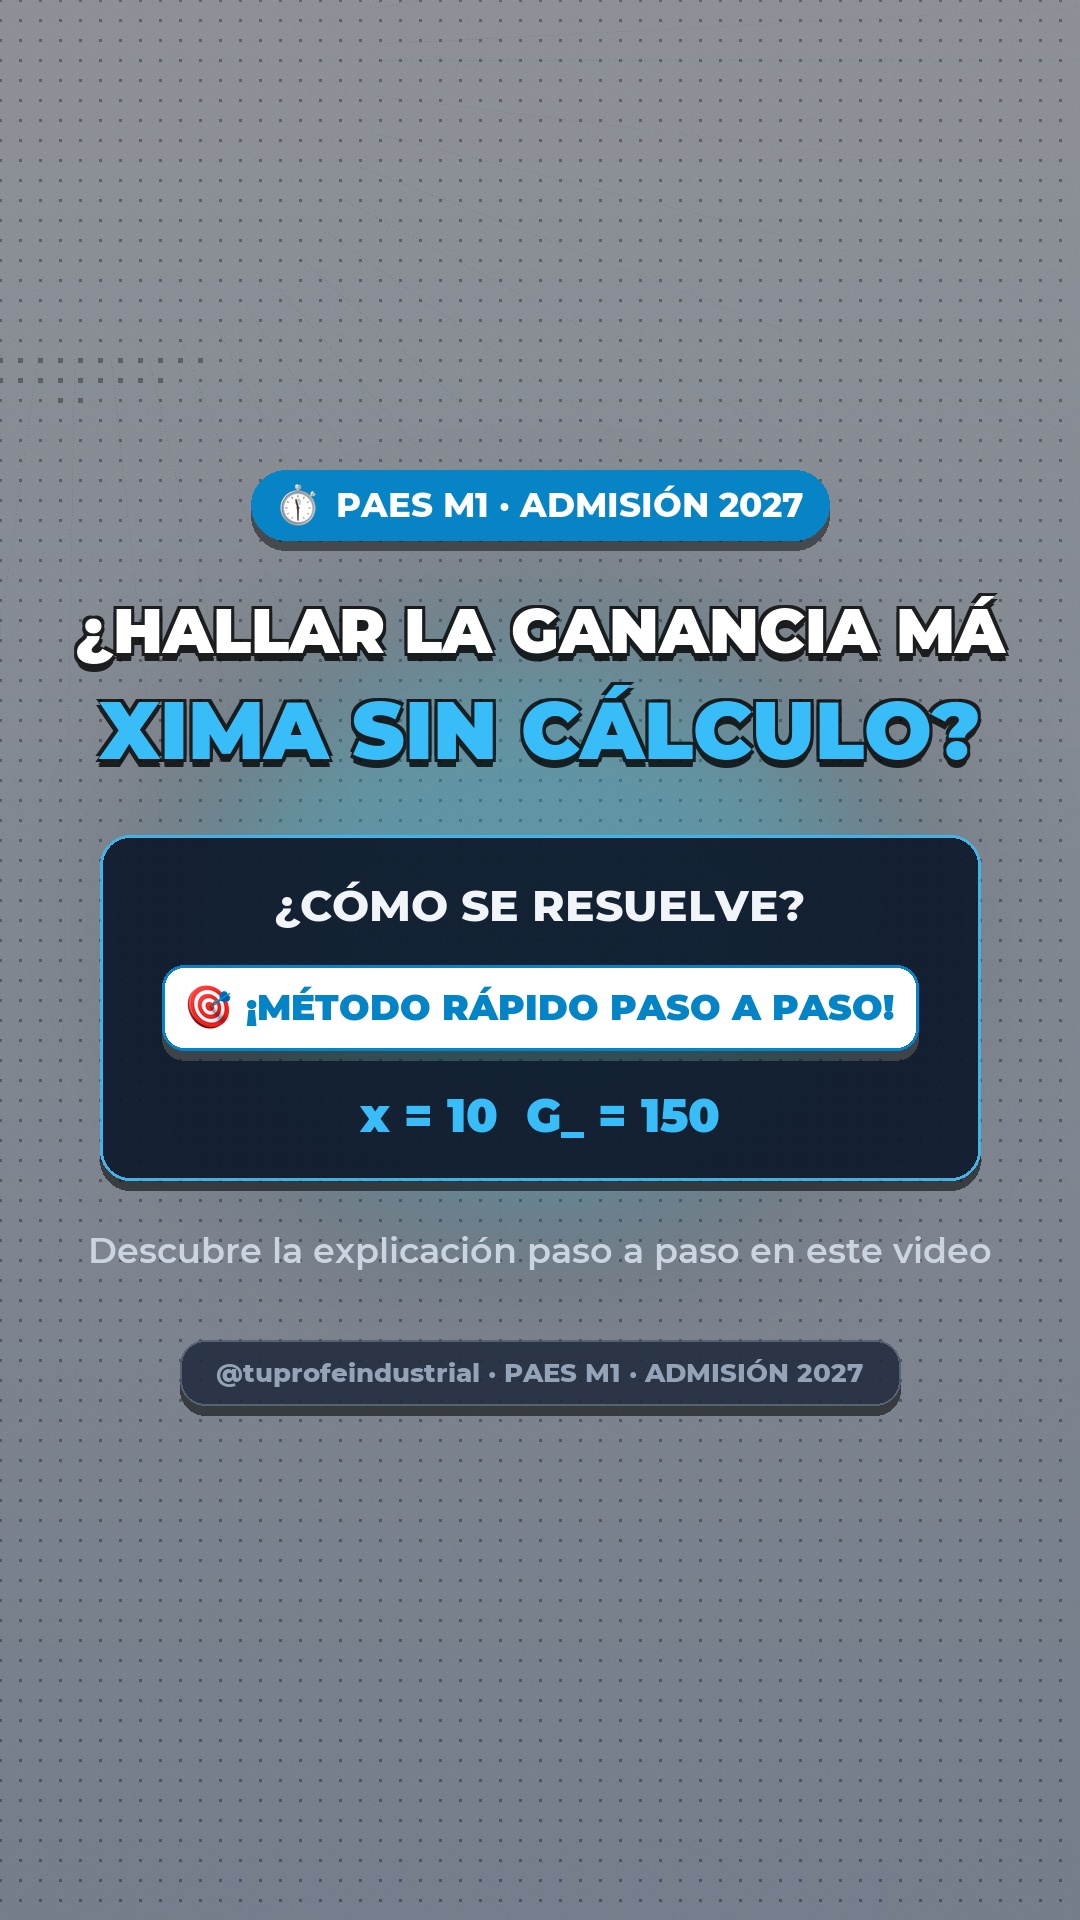 ⏱️ PAES M1 · ADMISIÓN 2027
¿HALLAR LA GANANCIA MÁ
XIMA SIN CÁLCULO?
¿CÓMO SE RESUELVE?
🎯 ¡MÉTODO RÁPIDO PASO A PASO!
x = 10 G_ = 150
Descubre la explicación paso a paso en este video
@tuprofeindustrial · PAES M1 · ADMISIÓN 2027